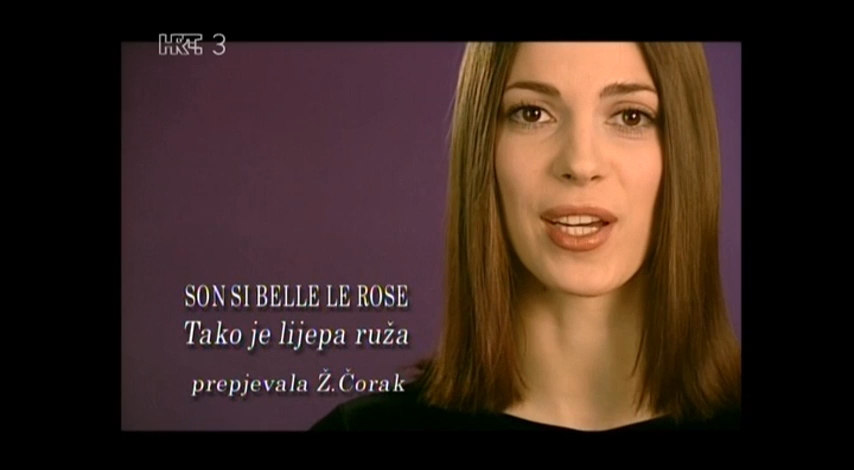 HRT 3
SON SI BELLE LE ROSE
Tako je lijepa ruža
prepjevala Ž.Čorak